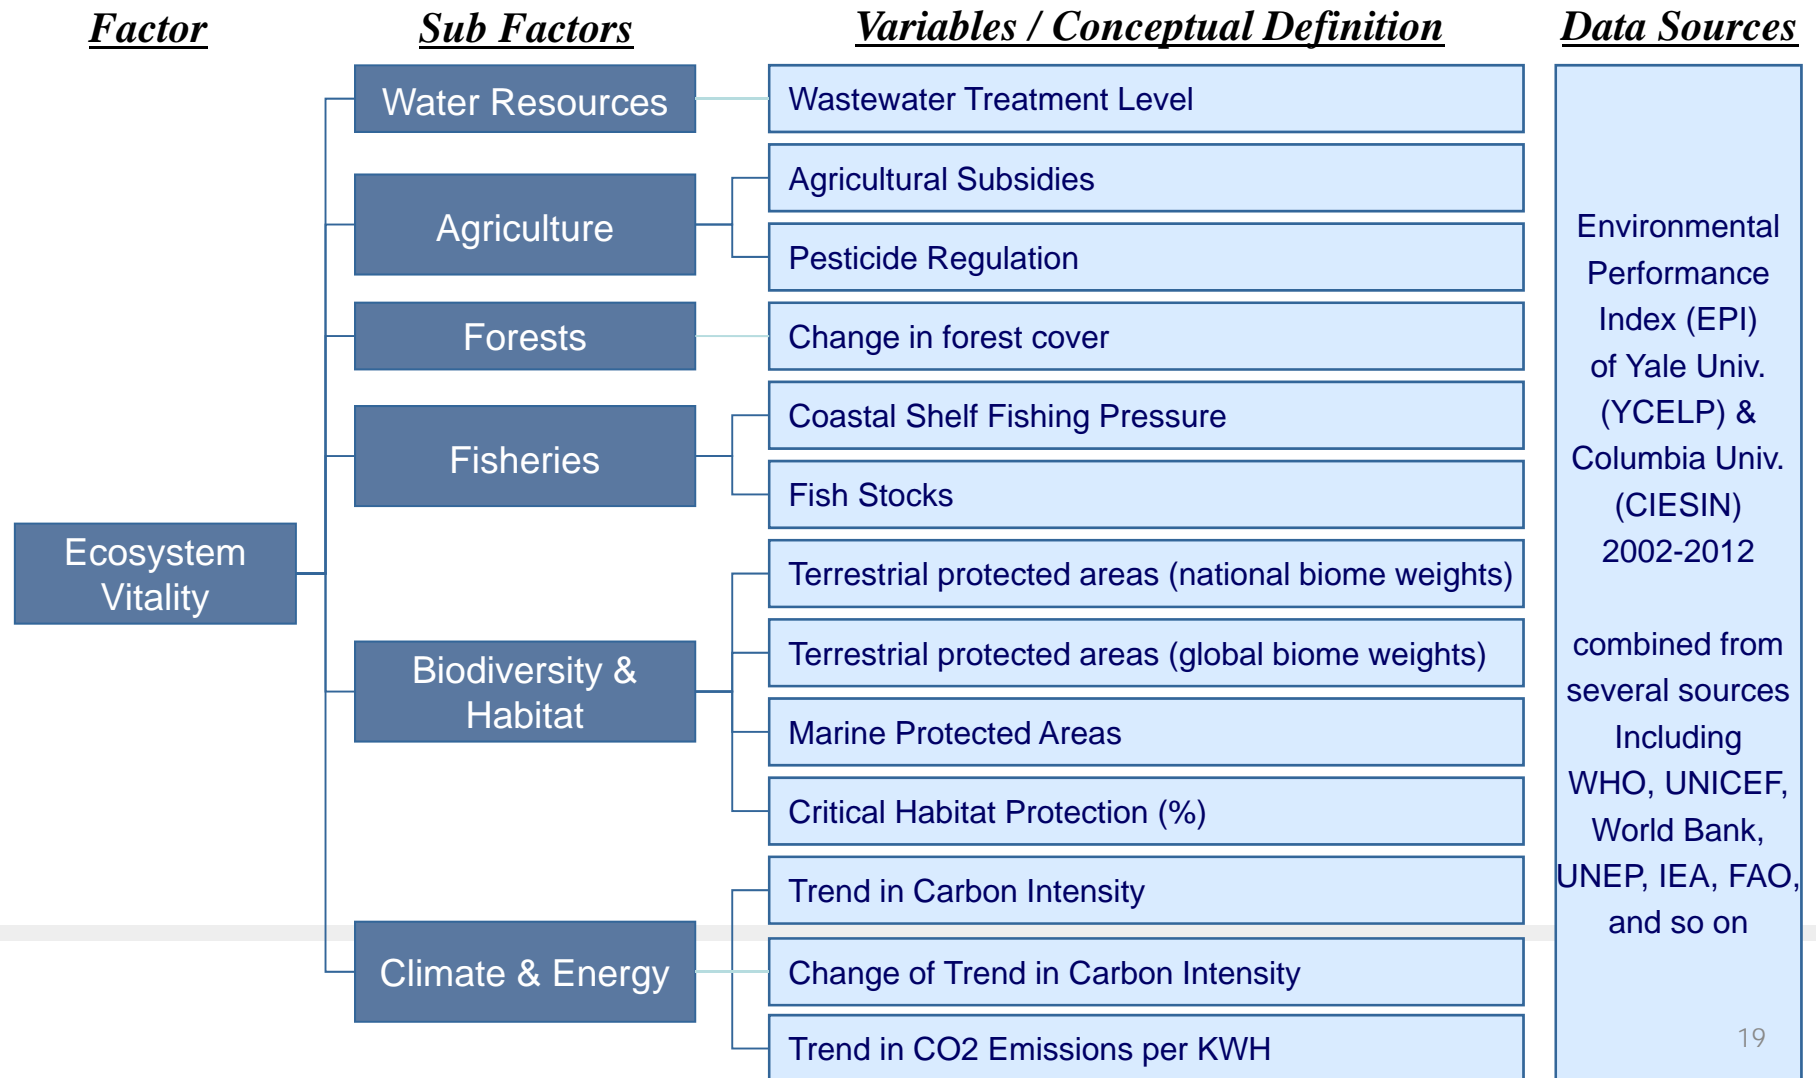 Factor
Sub Factors
Variables / Conceptual Definition
Data Sources
Ecosystem
Vitality
Water Resources
Wastewater Treatment Level
Agriculture
Agricultural Subsidies
Pesticide Regulation
Forests
Change in forest cover
Fisheries
Coastal Shelf Fishing Pressure
Fish Stocks
Biodiversity &
Habitat
Terrestrial protected areas (national biome weights)
Terrestrial protected areas (global biome weights)
Marine Protected Areas
Critical Habitat Protection (%)
Climate & Energy
Trend in Carbon Intensity
Change of Trend in Carbon Intensity
Trend in CO2 Emissions per KWH
Environmental
Performance
Index (EPI)
of Yale Univ.
(YCELP) &
Columbia Univ.
(CIESIN)
2002-2012
combined from
several sources
Including
WHO, UNICEF,
World Bank,
UNEP, IEA, FAO,
and so on
19